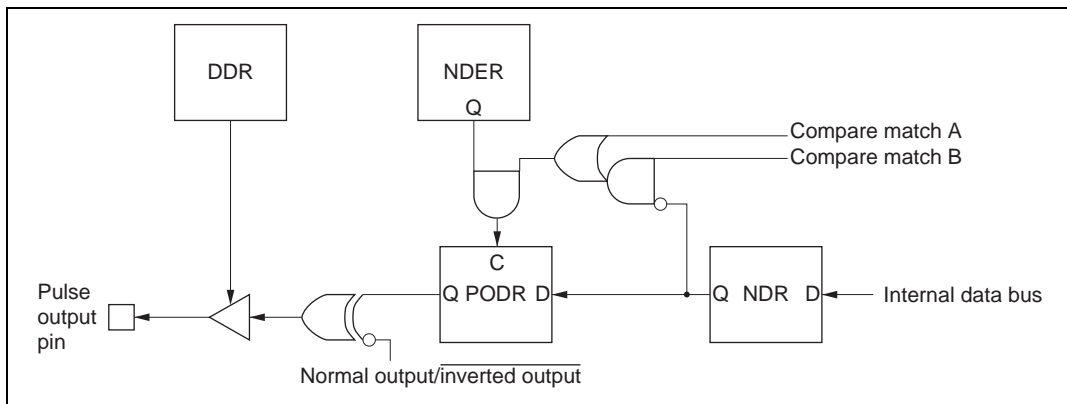 DDR
NDER
Q
Compare match A
Compare match B
C
Q PODR D
Q NDR D
Internal data bus
Pulse
output
pin
Normal output/inverted output